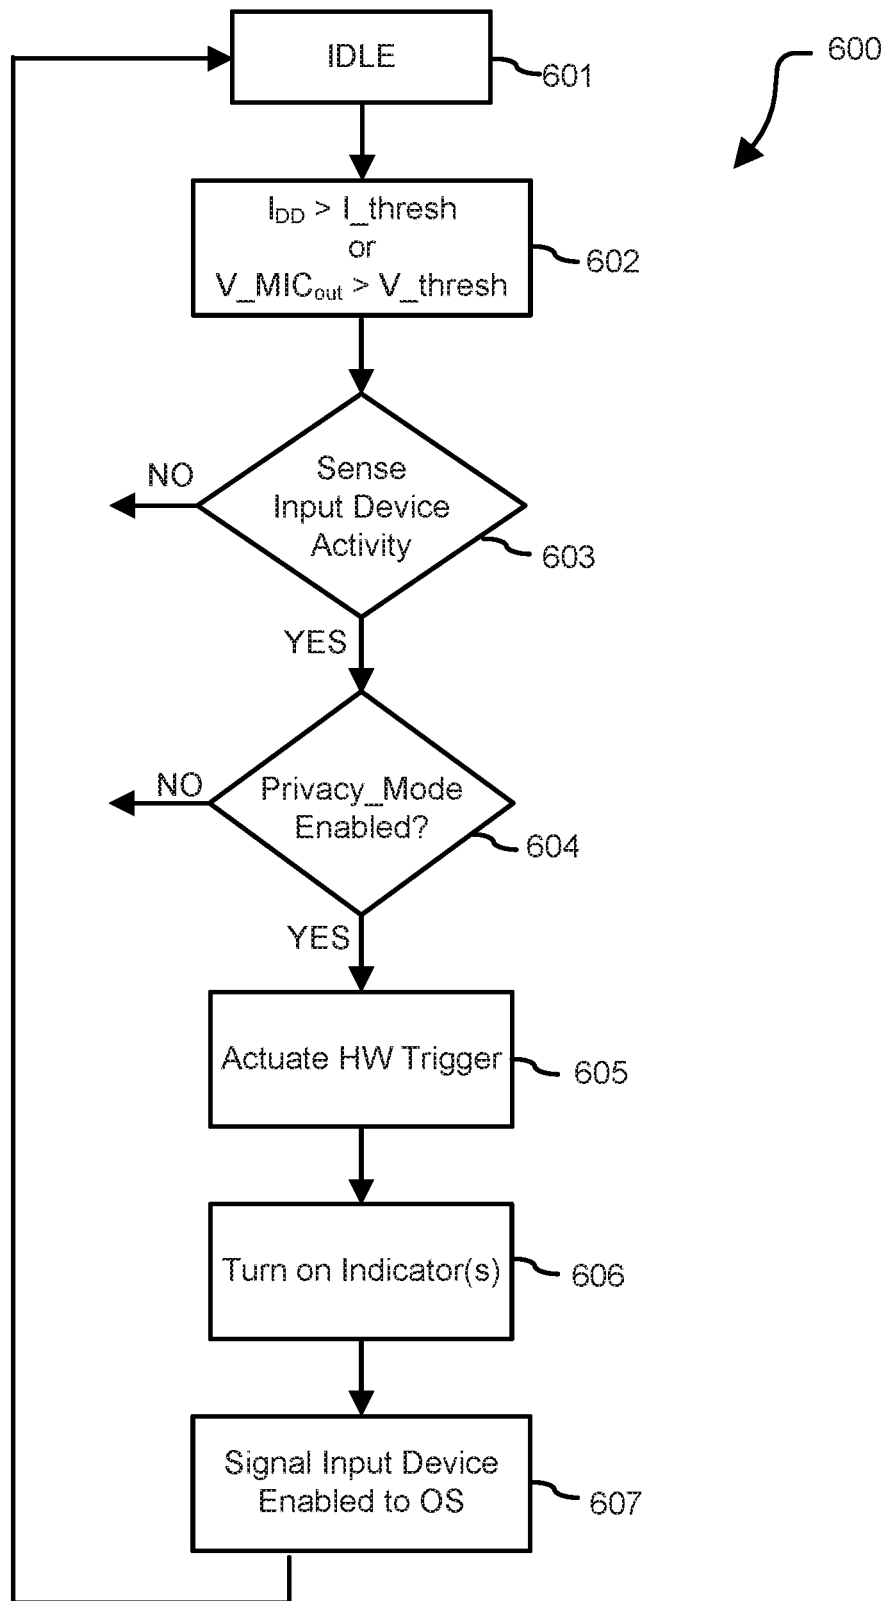 IDLE
601
600
I_DD > I_thresh
or
V_MIC_out > V_thresh
602
Sense
Input Device
Activity
NO
603
YES
Privacy_Mode
Enabled?
NO
604
YES
Actuate HW Trigger
605
Turn on Indicator(s)
606
Signal Input Device
Enabled to OS
607